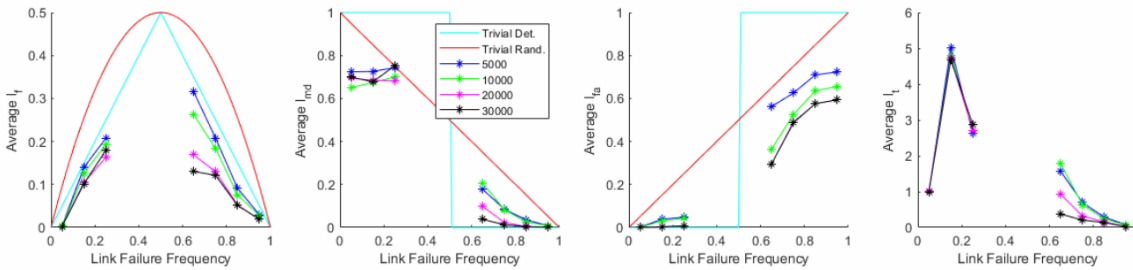 Average I_f
0.5
0.4
0.3
0.2
0.1
0
0 0.2 0.4 0.6 0.8 1
Link Failure Frequency
Average I_md
1
0.8
0.6
0.4
0.2
0
0 0.2 0.4 0.6 0.8 1
Link Failure Frequency
Trivial Det.
Trivial Rand.
5000
10000
20000
30000
Average I_fa
1
0.8
0.6
0.4
0.2
0
0 0.2 0.4 0.6 0.8 1
Link Failure Frequency
Average I_t
6
5
4
3
2
1
0
0 0.2 0.4 0.6 0.8 1
Link Failure Frequency